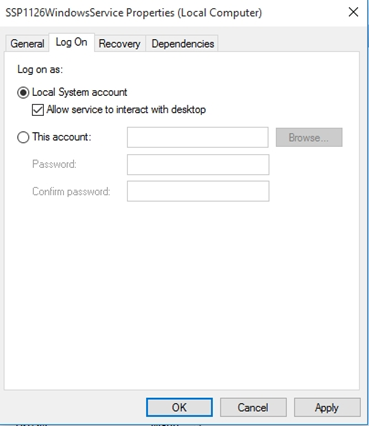 SSP1126WindowsService Properties (Local Computer)
General Log On Recovery Dependencies
Log on as:
Local System account
Allow service to interact with desktop
This account:
Browse...
Password:
Confirm password:
OK Cancel Apply